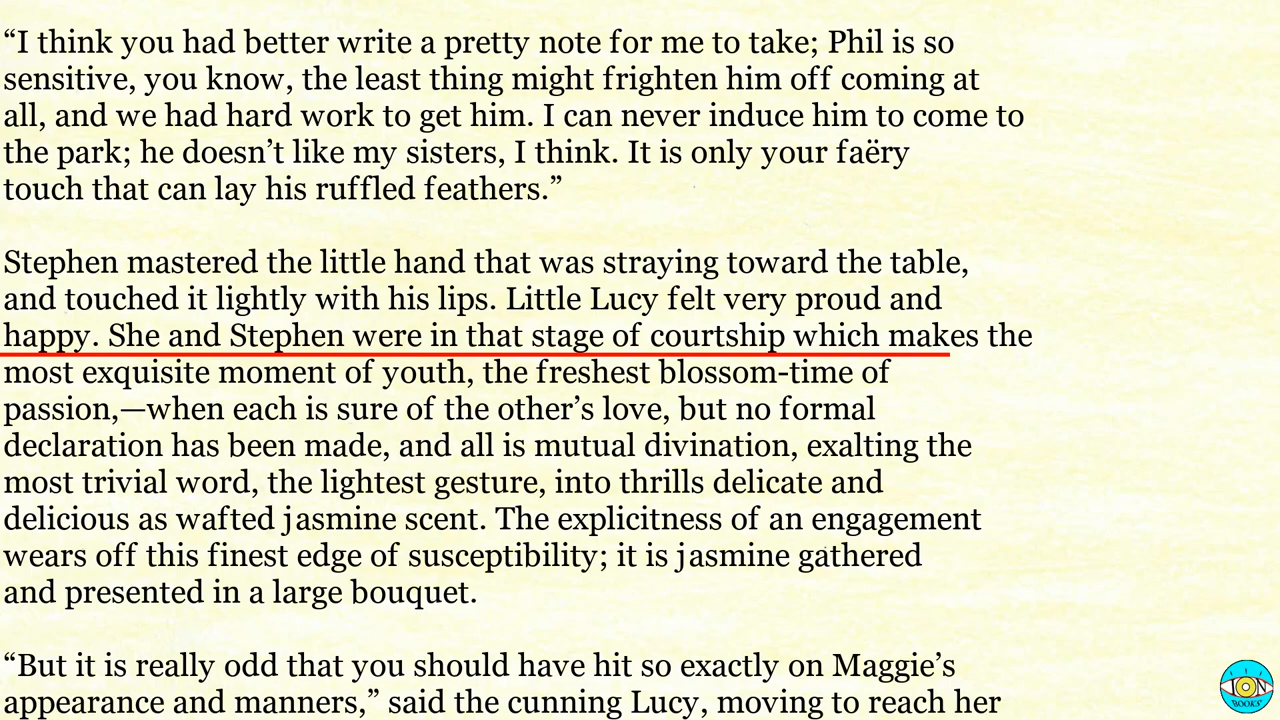 “I think you had better write a pretty note for me to take; Phil is so
sensitive, you know, the least thing might frighten him off coming at
all, and we had hard work to get him. I can never induce him to come to
the park; he doesn’t like my sisters, I think. It is only your faëry
touch that can lay his ruffled feathers.”
Stephen mastered the little hand that was straying toward the table,
and touched it lightly with his lips. Little Lucy felt very proud and
happy. She and Stephen were in that stage of courtship which makes the
most exquisite moment of youth, the freshest blossom-time of
passion,—when each is sure of the other’s love, but no formal
declaration has been made, and all is mutual divination, exalting the
most trivial word, the lightest gesture, into thrills delicate and
delicious as wafted jasmine scent. The explicitness of an engagement
wears off this finest edge of susceptibility; it is jasmine gathered
and presented in a large bouquet.
“But it is really odd that you should have hit so exactly on Maggie’s
appearance and manners,” said the cunning Lucy, moving to reach her
ION
BOOKS